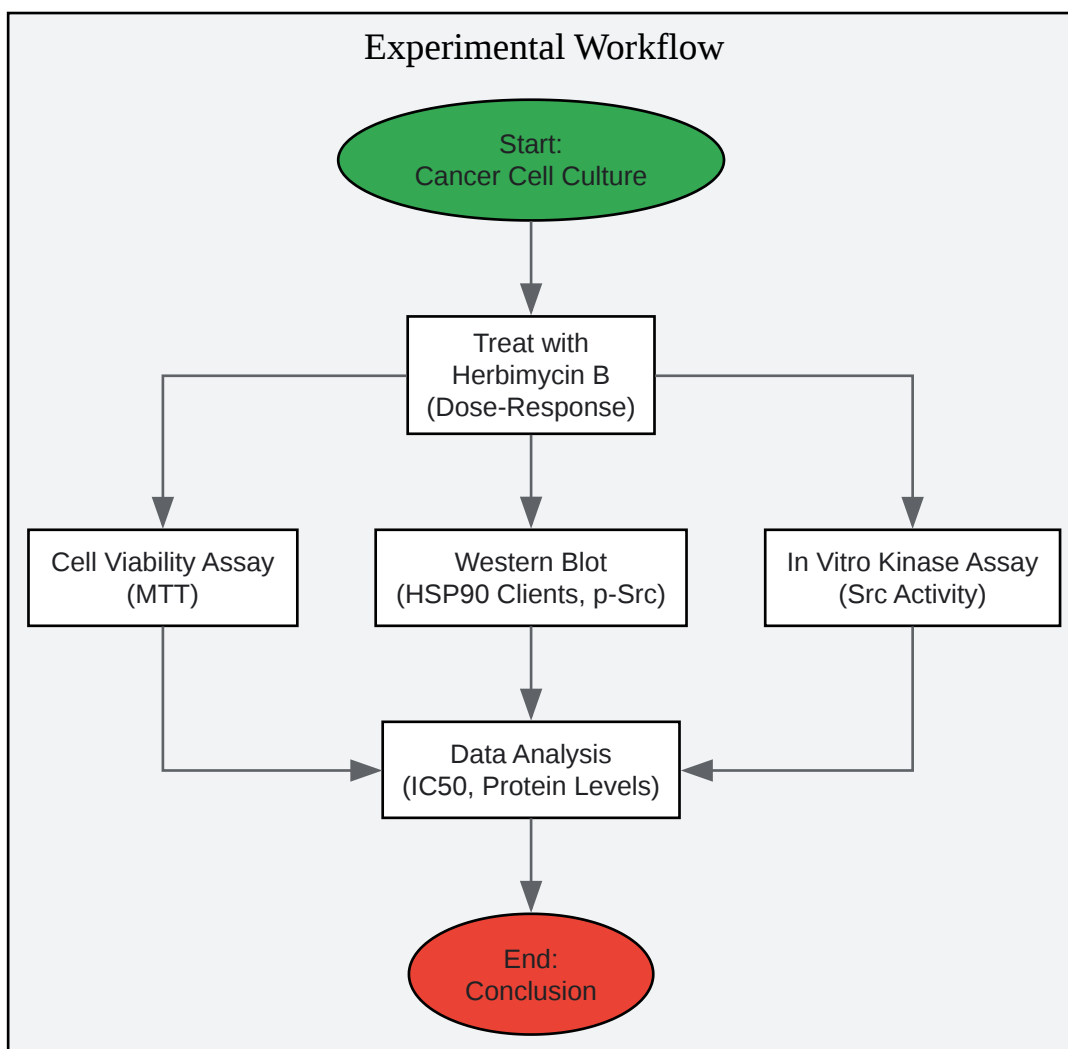 Experimental Workflow
Start:
Cancer Cell Culture
Treat with
Herbimycin B
(Dose-Response)
Cell Viability Assay
(MTT)
Western Blot
(HSP90 Clients, p-Src)
In Vitro Kinase Assay
(Src Activity)
Data Analysis
(IC50, Protein Levels)
End:
Conclusion